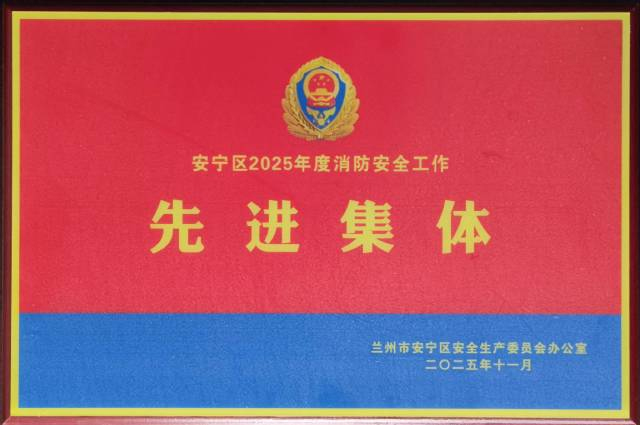 安宁区2025年度消防安全工作
先进集体
兰州市安宁区安全生产委员会办公室
二〇二五年十一月